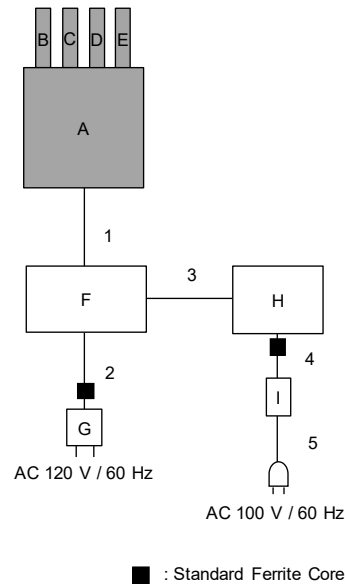 B C D E
A
1
3
F H
2
4
G I
5
AC 120 V / 60 Hz
AC 100 V / 60 Hz
: Standard Ferrite Core